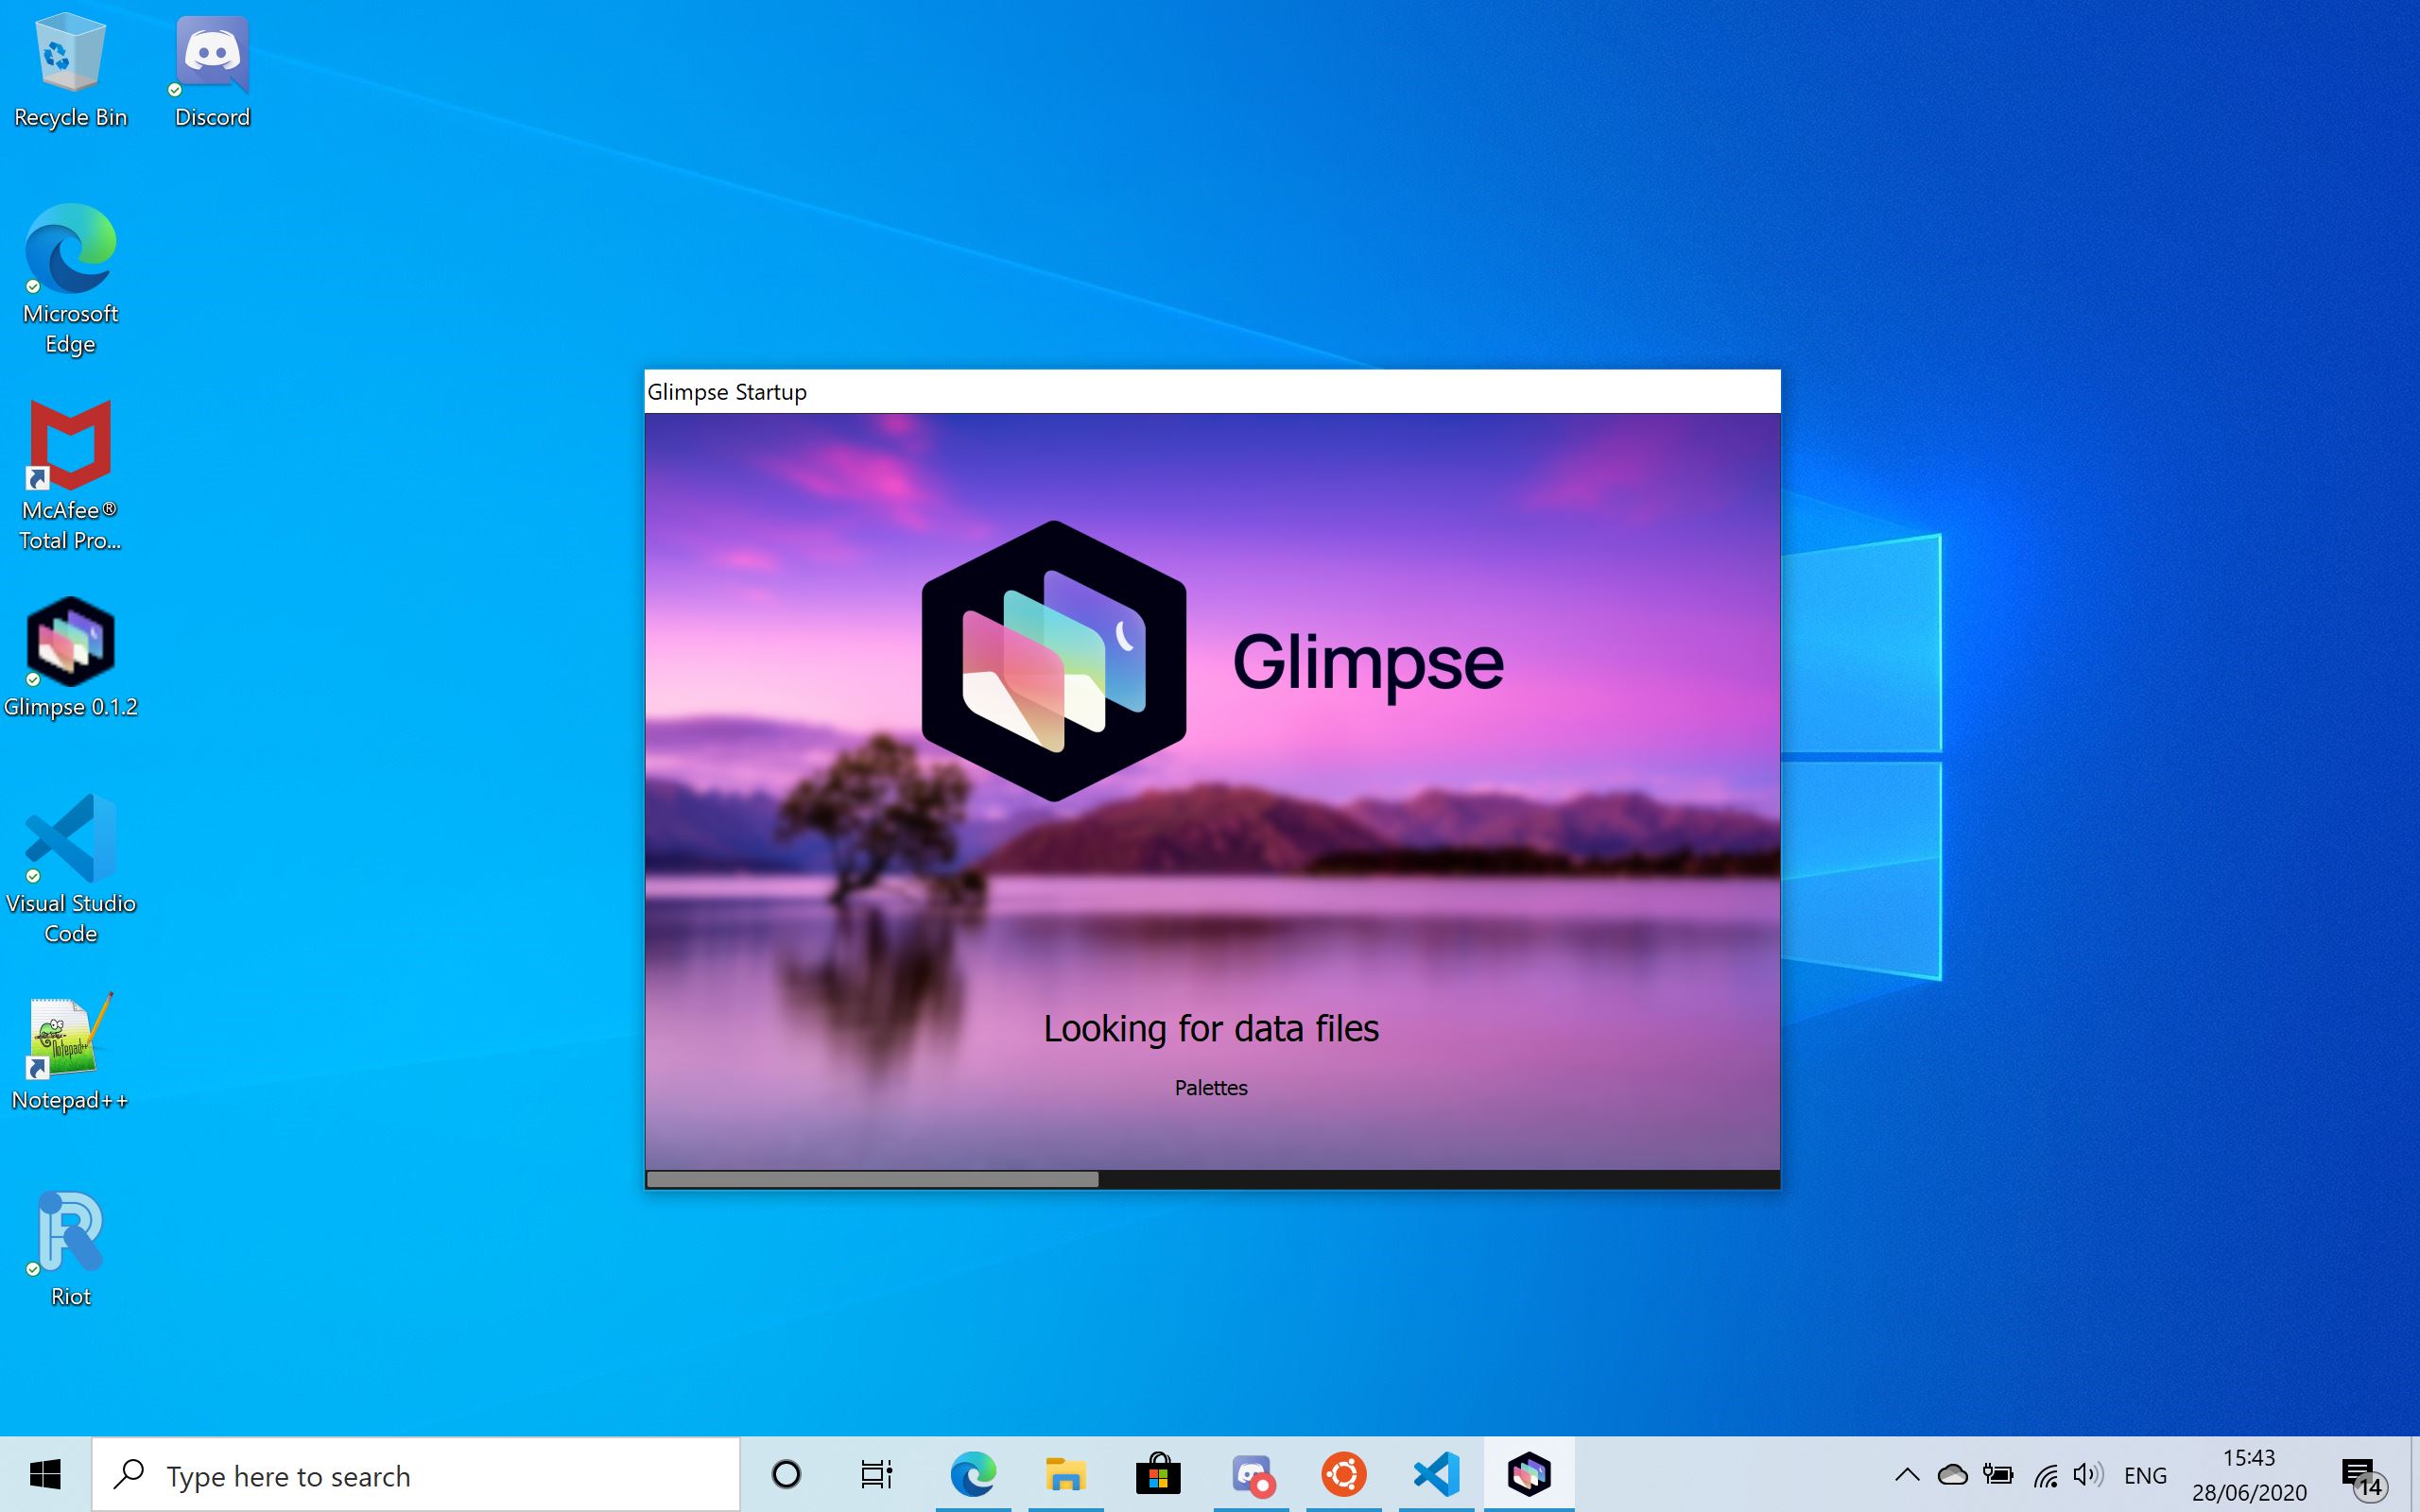 Recycle Bin
Discord
Microsoft
Edge
McAfee®
Total Pro...
Glimpse 0.1.2
Visual Studio
Code
Notepad++
Notepad++
Riot
Glimpse Startup
Glimpse
Looking for data files
Palettes
Type here to search
ENG
15:43
28/06/2020
14